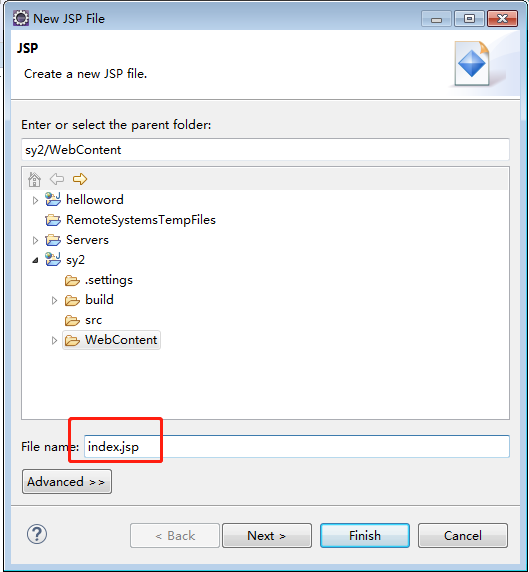 New JSP File
JSP
Create a new JSP file.
Enter or select the parent folder:
sy2/WebContent
helloword
RemoteSystemsTempFiles
Servers
sy2
.settings
build
src
WebContent
File name: index.jsp
Advanced >>
? < Back Next > Finish Cancel